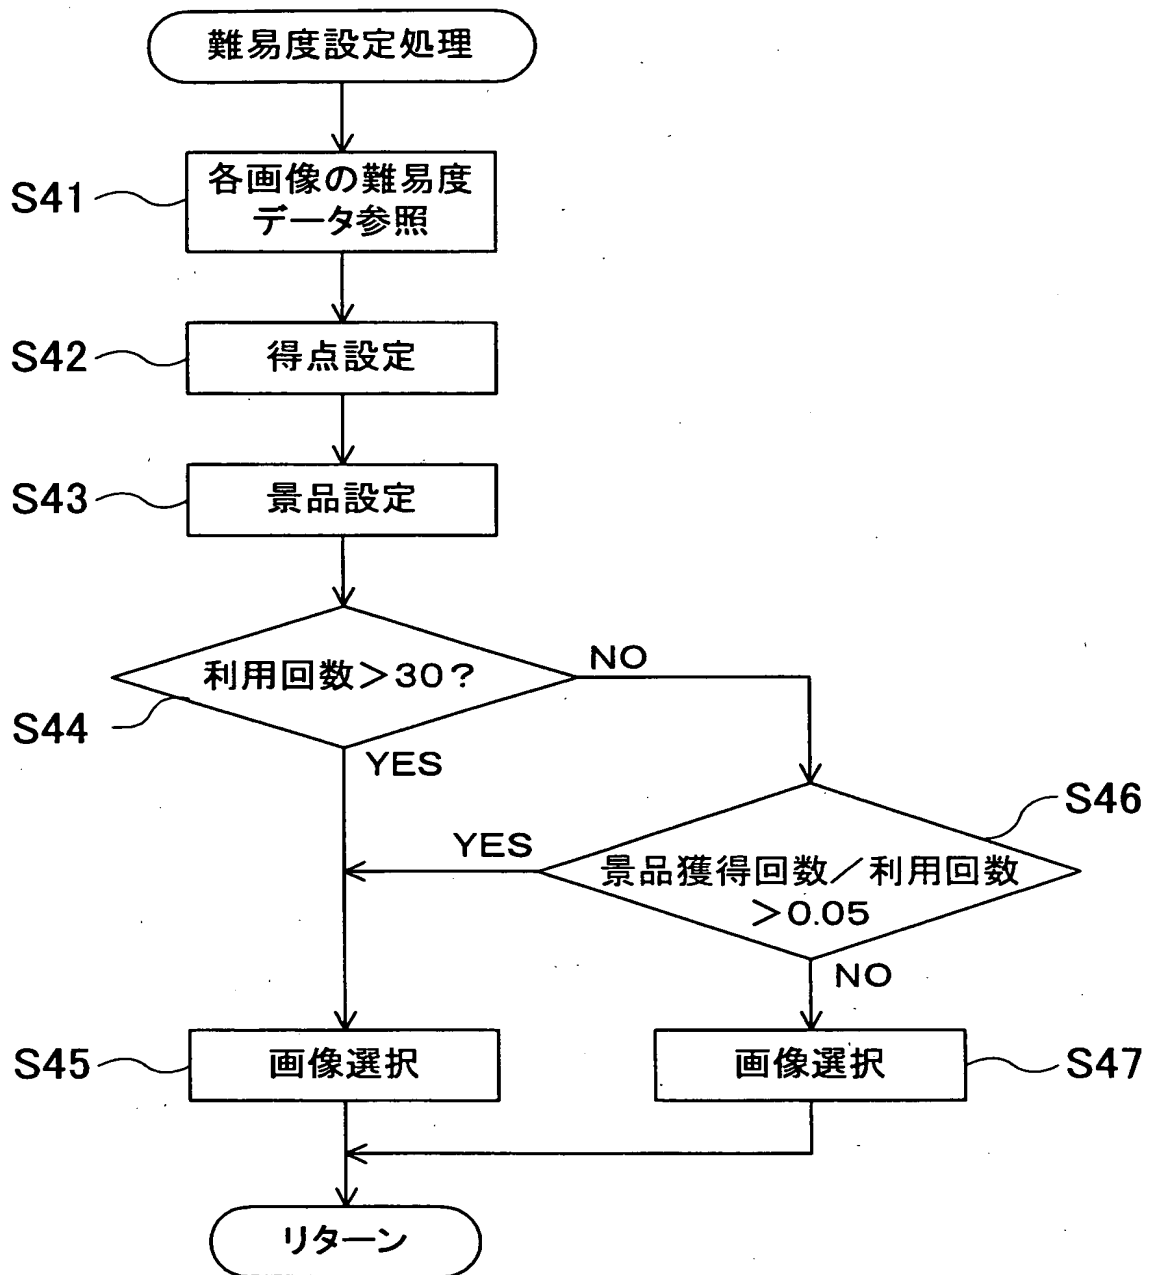 難易度設定処理
S41
各画像の難易度
データ参照
S42
得点設定
S43
景品設定
利用回数＞30？
NO
S44
YES
S46
YES
景品獲得回数／利用回数
＞0.05
NO
S45
画像選択
画像選択
S47
リターン